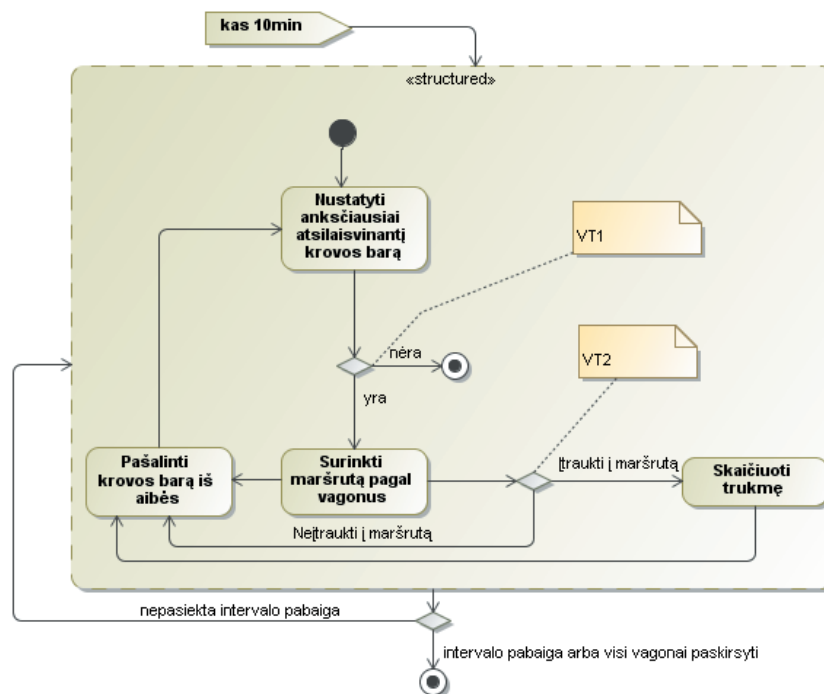 kas 10min
«structured»
Nustatyti
anksčiausiai
atsilaisvinantį
krovos barą
VT1
nėra
VT2
yra
Pašalinti
krovos barą iš
aibės
Surinkti
maršrutą pagal
vagonus
Įtraukti į maršrutą
Skaičiuoti
trukmę
Neįtraukti į maršrutą
nepasiekta intervalo pabaiga
intervalo pabaiga arba visi vagonai paskirsyti